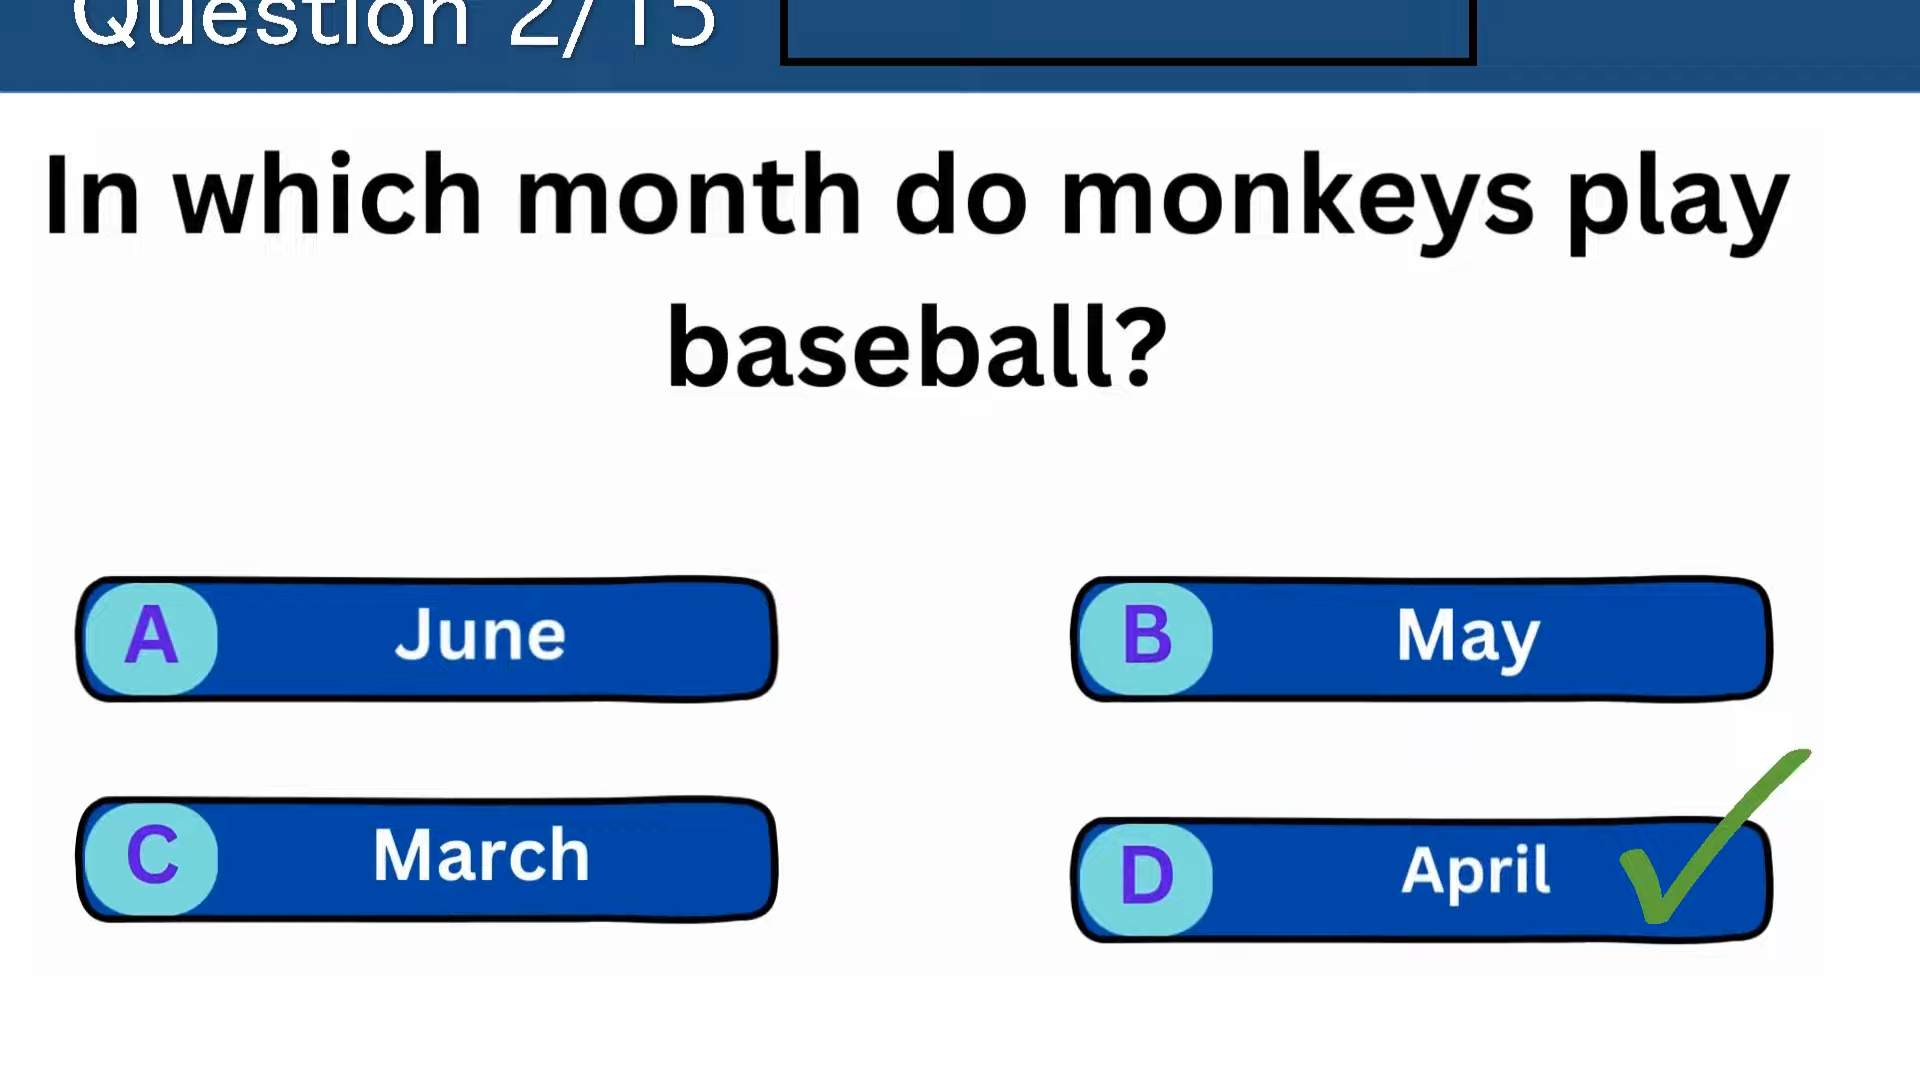 Question 2/15
In which month do monkeys play
baseball?
A June
B May
C March
D April